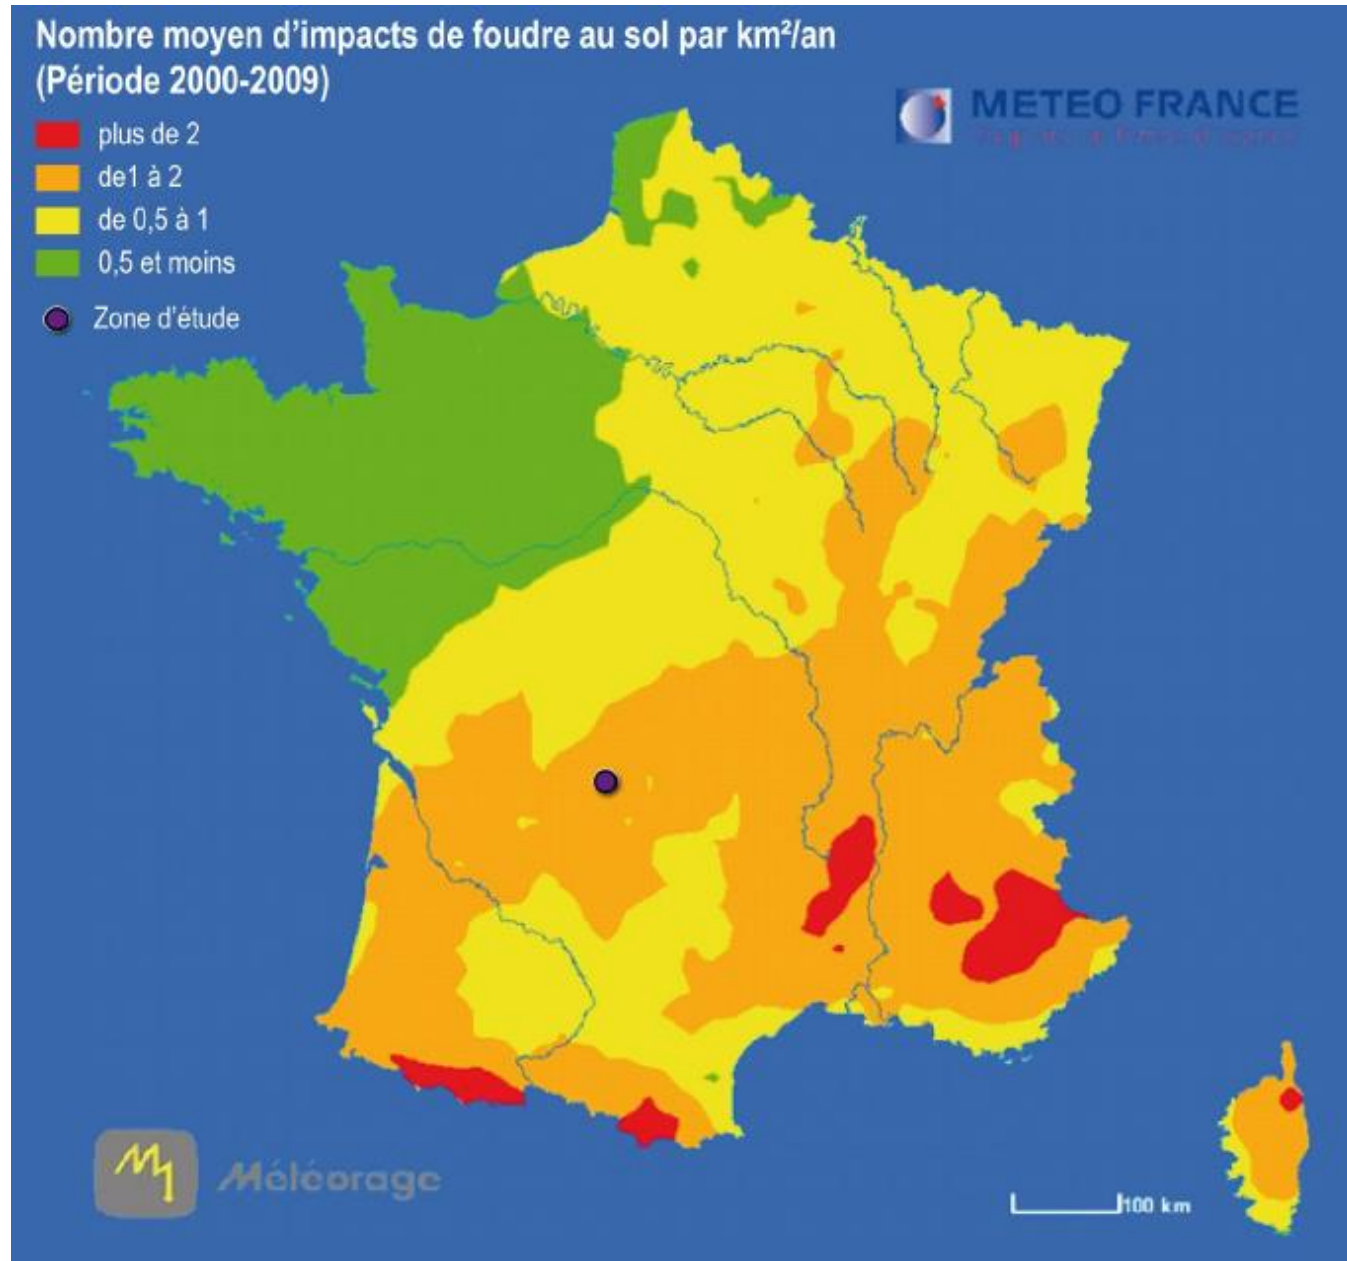 Nombre moyen d'impacts de foudre au sol par km²/an
(Période 2000-2009)
plus de 2
de1 à 2
de 0,5 à 1
0,5 et moins
Zone d'étude
METEO FRANCE
Météorage
100 km